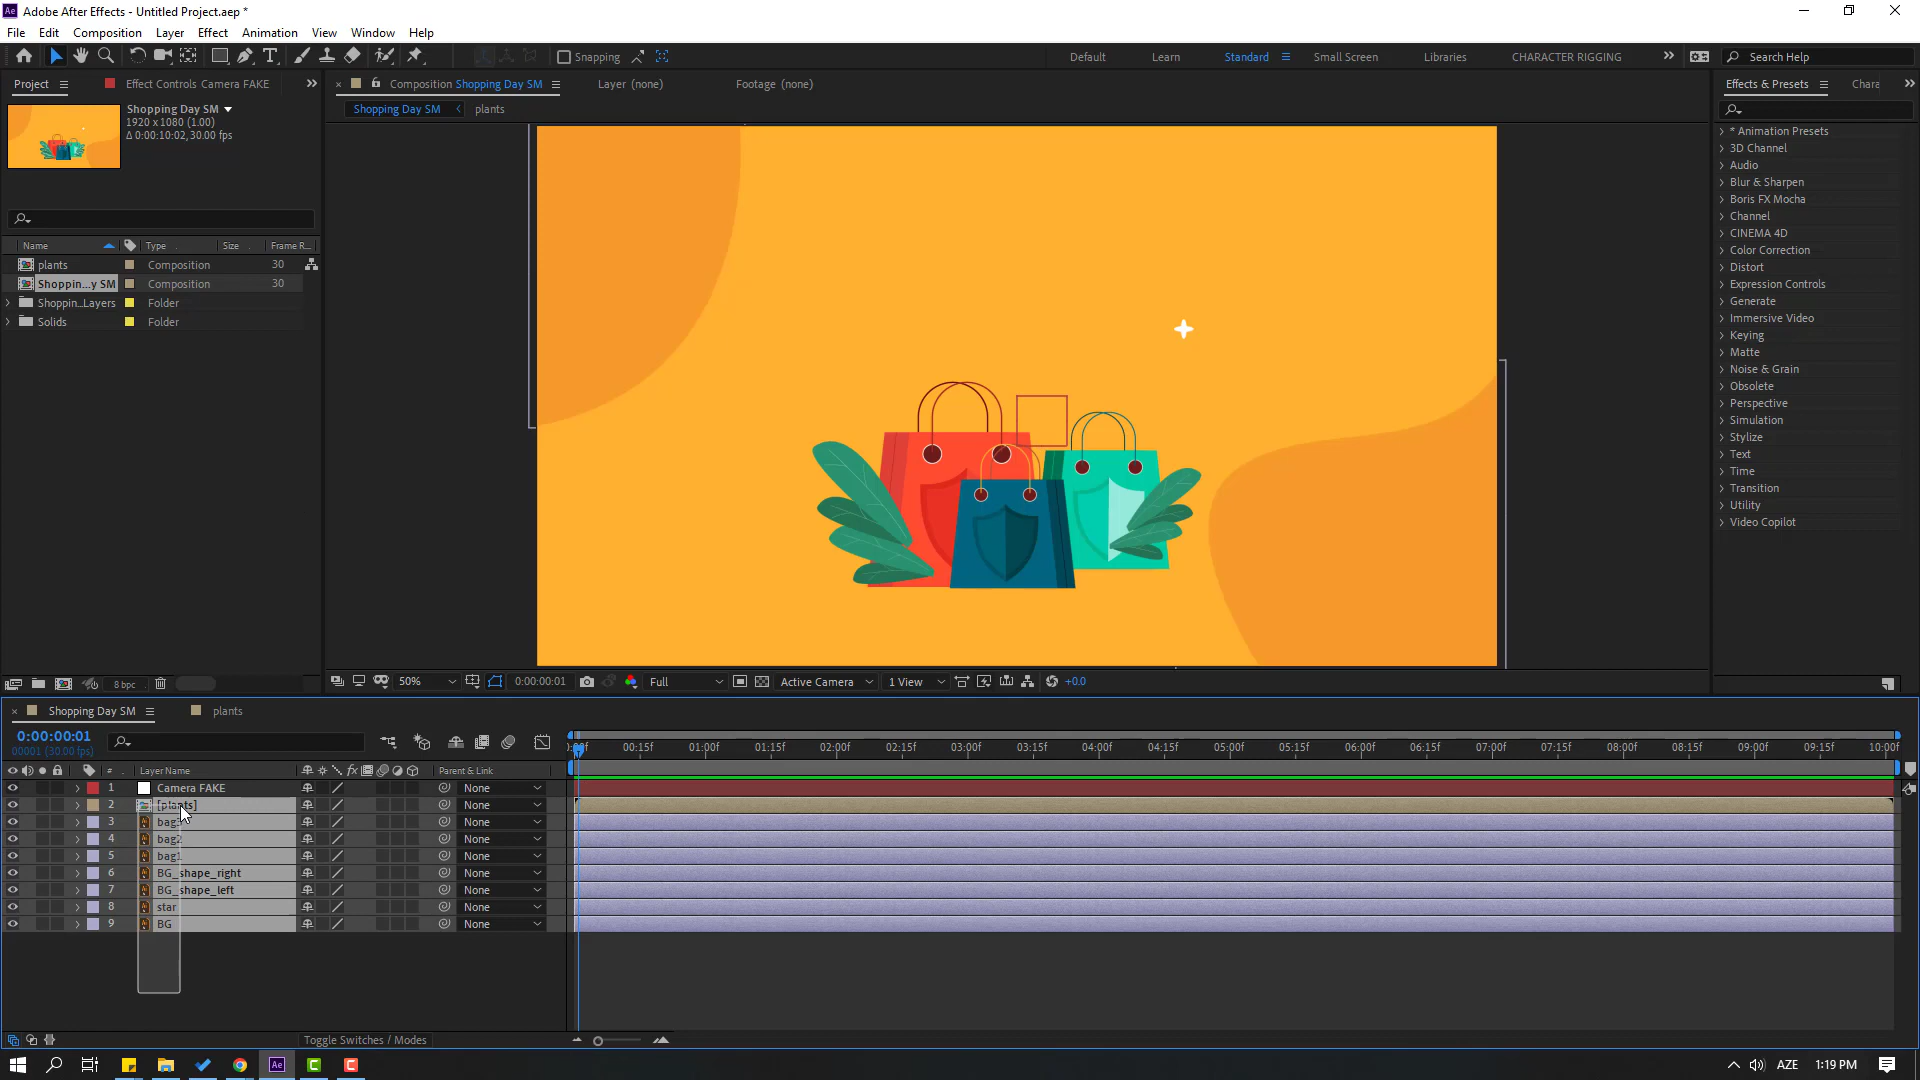 Adobe After Effects - Untitled Project.aep *
File Edit Composition Layer Effect Animation View Window Help
Snapping
Default Learn Standard Small Screen Libraries CHARACTER RIGGING Search Help
Project Effect Controls Camera FAKE
Composition Shopping Day SM Layer (none) Footage (none)
Effects & Presets Chara
Shopping Day SM plants
Shopping Day SM
1920 x 1080 (1.00)
Δ 0:00:10:02, 30.00 fps
Name Type Size Frame R...
plants Composition 30
Shoppin...y SM Composition 30
Shoppin...Layers Folder
Solids Folder
* Animation Presets
3D Channel
Audio
Blur & Sharpen
Boris FX Mocha
Channel
CINEMA 4D
Color Correction
Distort
Expression Controls
Generate
Immersive Video
Keying
Matte
Noise & Grain
Obsolete
Perspective
Simulation
Stylize
Text
Time
Transition
Utility
Video Copilot
8 bpc
50% 0:00:00:01 Full Active Camera 1 View +0.0
Shopping Day SM plants
0:00:00:01
00001 (30.00 fps)
00:15f 01:00f 01:15f 02:00f 02:15f 03:00f 03:15f 04:00f 04:15f 05:00f 05:15f 06:00f 06:15f 07:00f 07:15f 08:00f 08:15f 09:00f 09:15f 10:00f
# Layer Name fx Parent & Link
1 Camera FAKE None
2 [plants] None
3 bag3 None
4 bag2 None
5 bag1 None
6 BG_shape_right None
7 BG_shape_left None
8 star None
9 BG None
Toggle Switches / Modes
Ae AZE 1:19 PM